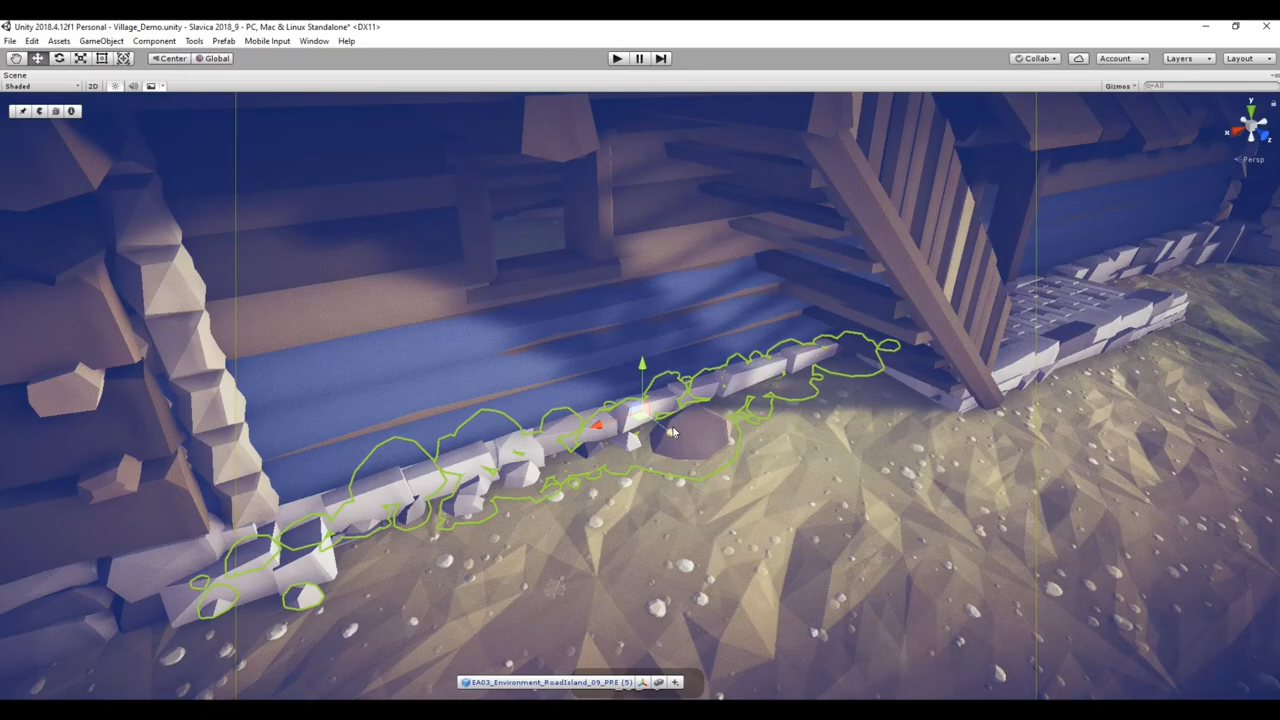 Unity 2018.4.12f1 Personal - Village_Demo.unity - Slavica 2018_9 - PC, Mac & Linux Standalone* <DX11>
File Edit Assets GameObject Component Tools Prefab Mobile Input Window Help
Center Global Collab Account Layers Layout
Scene
Shaded 2D Gizmos All
y
x z
Persp
EA03_Environment_RoadIsland_09_PRE (5)